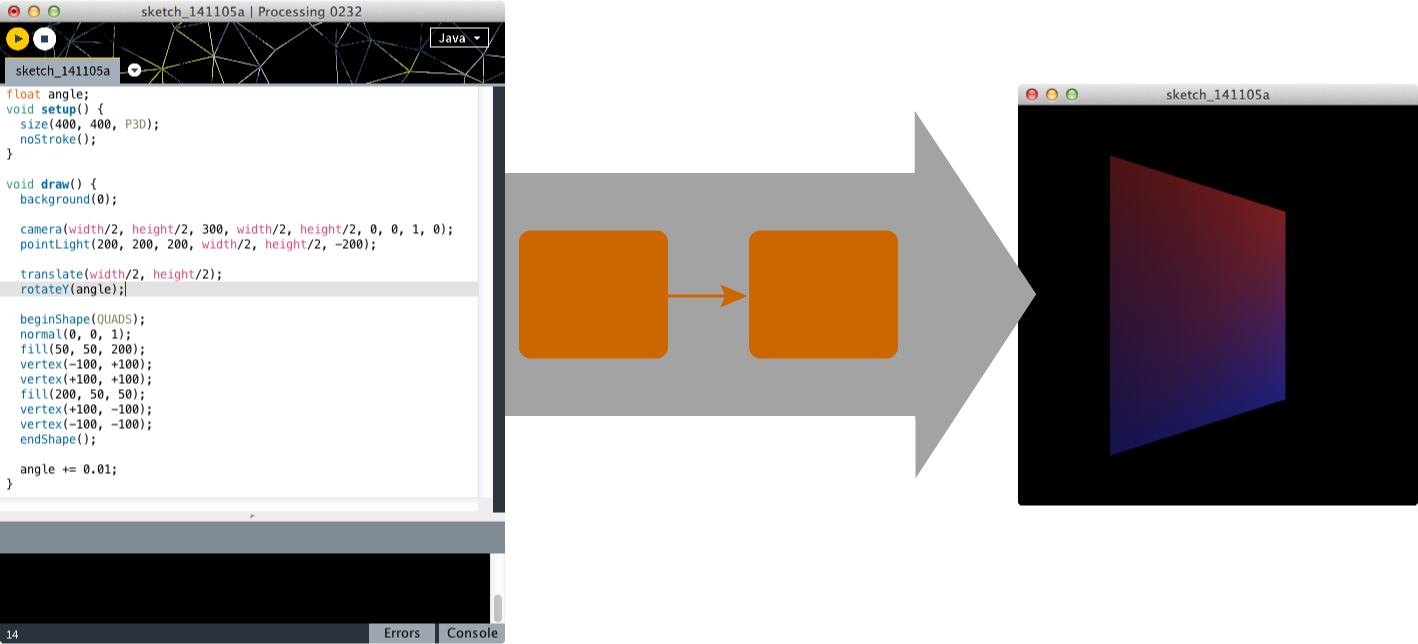 sketch_141105a | Processing 0232
Java
sketch_141105a
float angle;
void setup() {
  size(400, 400, P3D);
  noStroke();
}
void draw() {
  background(0);
  camera(width/2, height/2, 300, width/2, height/2, 0, 0, 1, 0);
  pointLight(200, 200, 200, width/2, height/2, -200);
  translate(width/2, height/2);
  rotateY(angle);
  beginShape(QUADS);
  normal(0, 0, 1);
  fill(50, 50, 200);
  vertex(-100, +100);
  vertex(+100, +100);
  fill(200, 50, 50);
  vertex(+100, -100);
  vertex(-100, -100);
  endShape();
  angle += 0.01;
}
14
Errors
Console
sketch_141105a